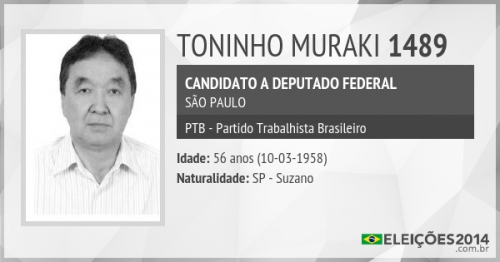 TONINHO MURAKI 1489
CANDIDATO A DEPUTADO FEDERAL
SÃO PAULO
PTB - Partido Trabalhista Brasileiro
Idade: 56 anos (10-03-1958)
Naturalidade: SP - Suzano
ELEIÇÕES2014
.com.br